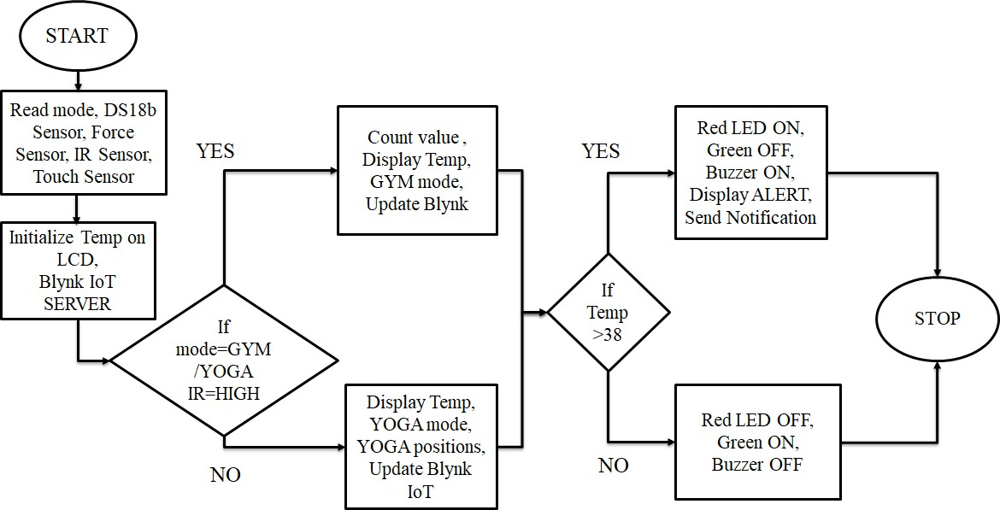 START
Read mode, DS18b
Sensor, Force
Sensor, IR Sensor,
Touch Sensor
Initialize Temp on
LCD,
Blynk IoT
SERVER
If
mode=GYM
/YOGA
IR=HIGH
YES
Count value ,
Display Temp,
GYM mode,
Update Blynk
NO
Display Temp,
YOGA mode,
YOGA positions,
Update Blynk
IoT
If
Temp
>38
YES
Red LED ON,
Green OFF,
Buzzer ON,
Display ALERT,
Send Notification
NO
Red LED OFF,
Green ON,
Buzzer OFF
STOP